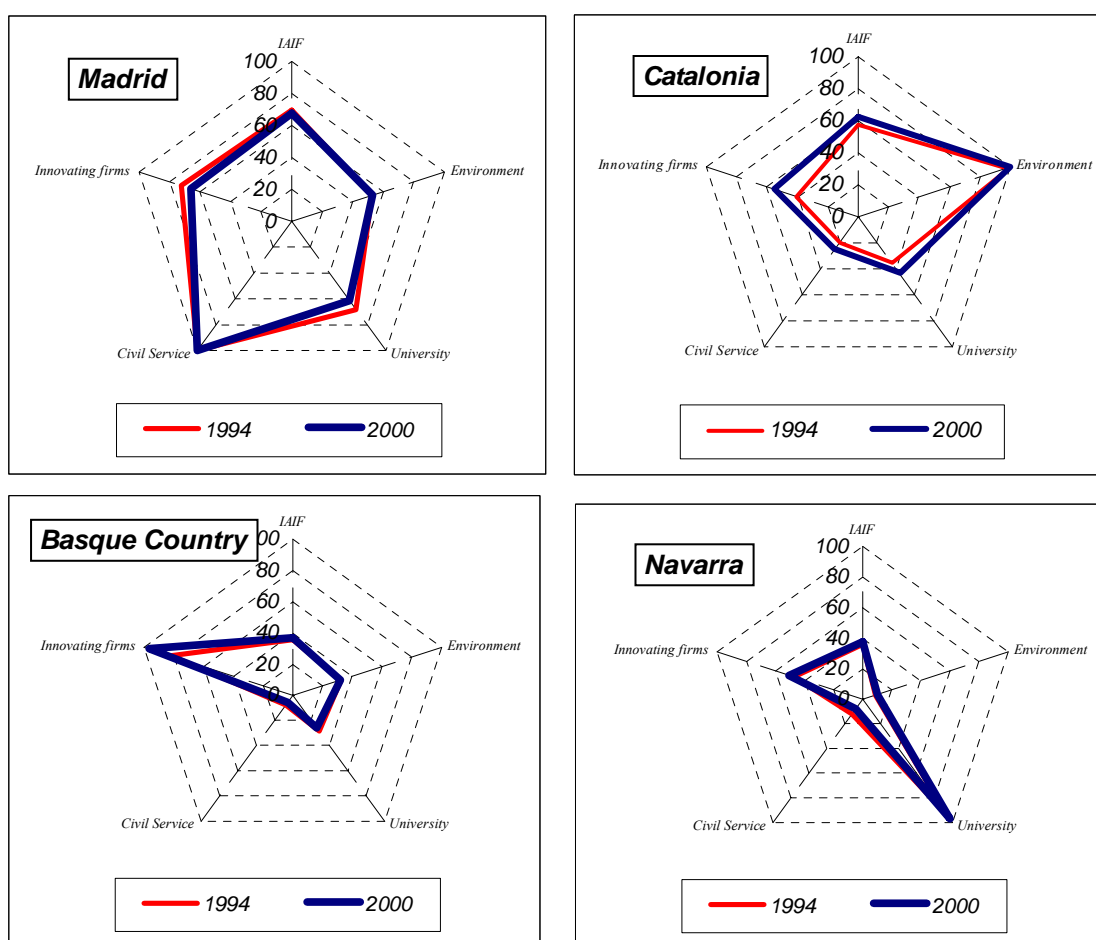 IAIF
100
Madrid
80
60
40
Innovating firms
Environment
20
0
Civil Service
University
1994
2000
IAIF
100
Catalonia
80
60
Innovating firms
Environment
40
20
0
Civil Service
University
1994
2000
IAIF
00
Basque Country
80
60
40
Innovating firms
Environment
20
0
Civil Service
University
1994
2000
IAIF
100
Navarra
80
60
Innovating firms
Environment
40
20
0
Civil Service
University
1994
2000